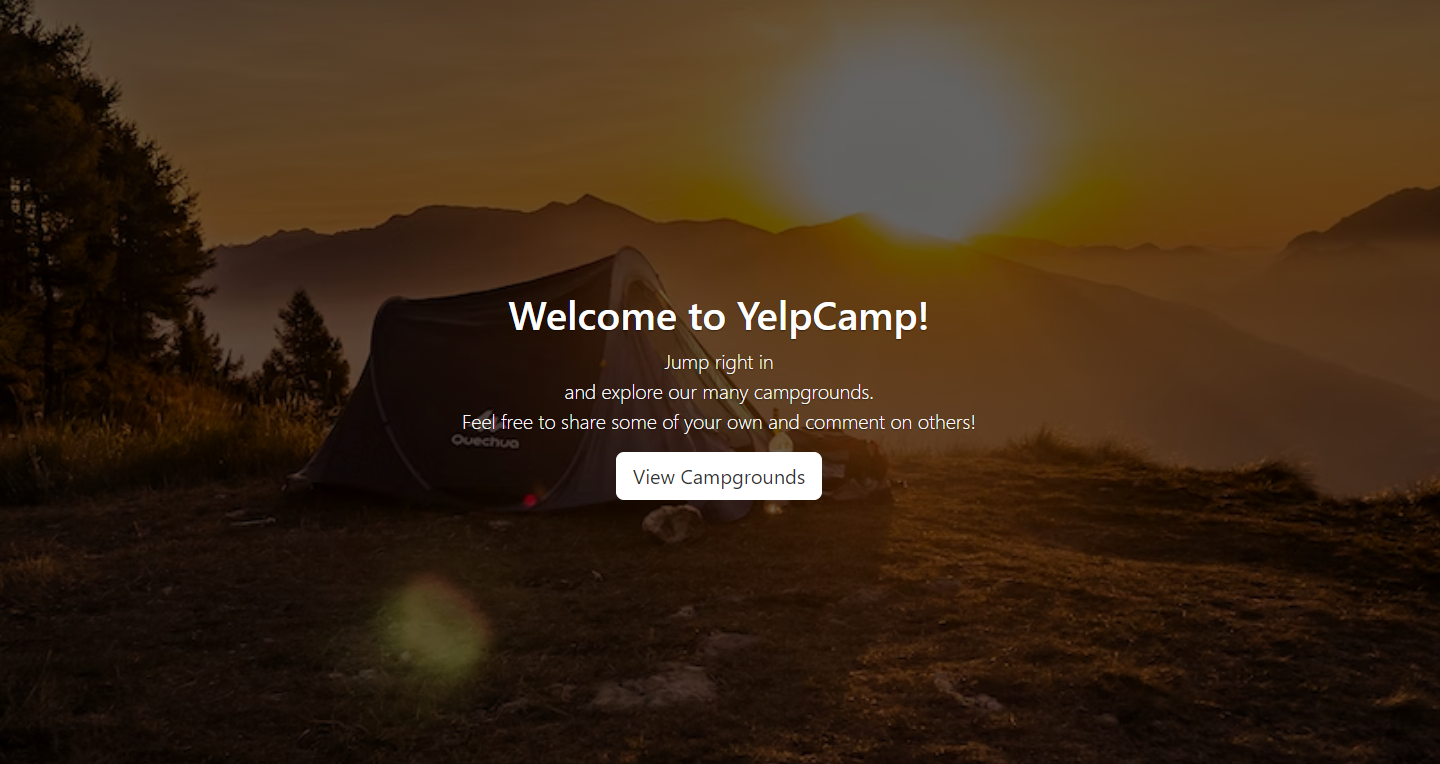 Welcome to YelpCamp!
Jump right in
and explore our many campgrounds.
Feel free to share some of your own and comment on others!
Quechua
View Campgrounds